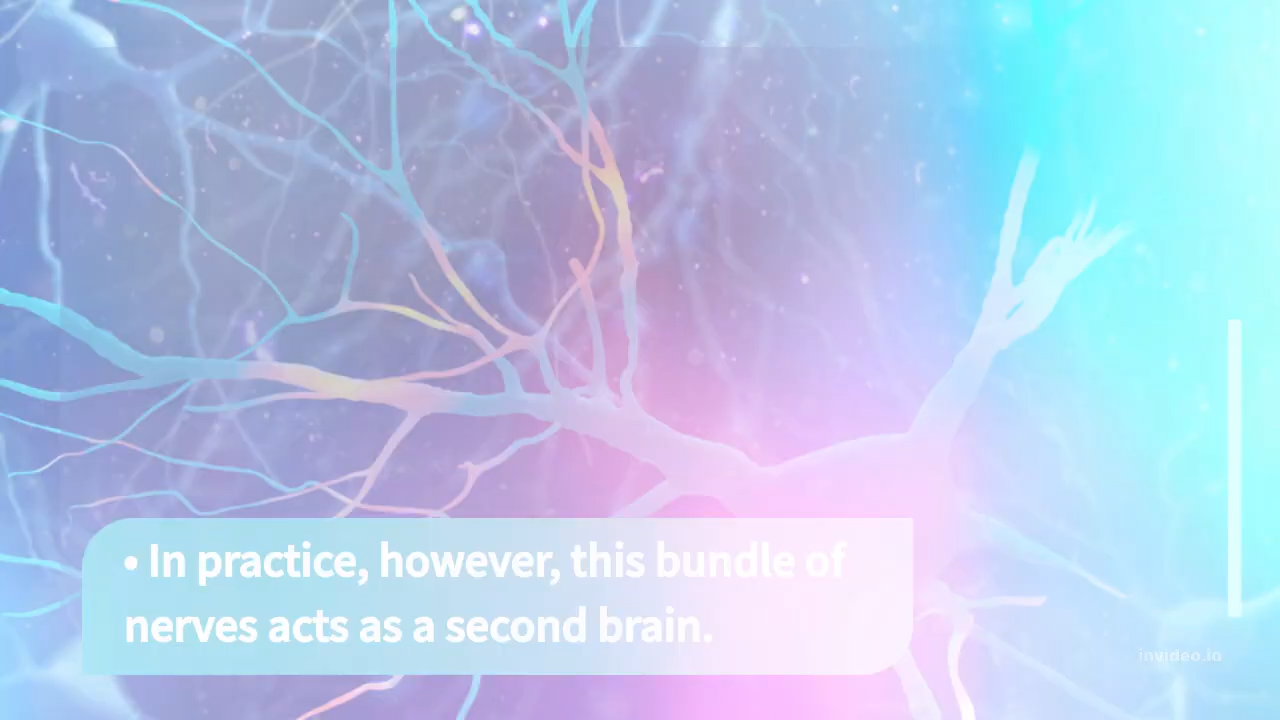 • In practice, however, this bundle of
nerves acts as a second brain.
invideo.io